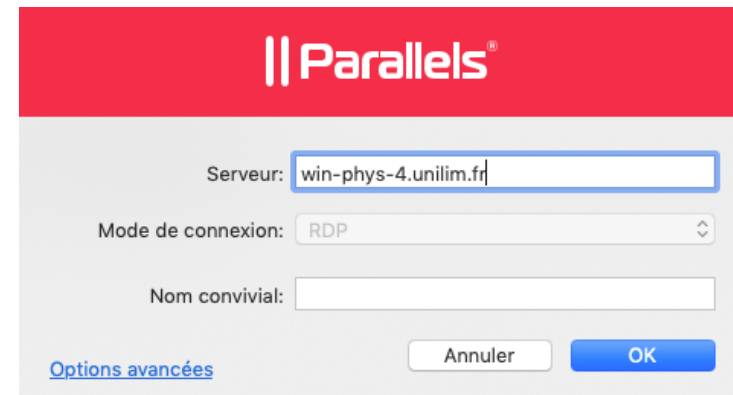 Parallels®
Serveur: win-phys-4.unilim.fr
Mode de connexion: RDP
Nom convivial:
Options avancées Annuler OK